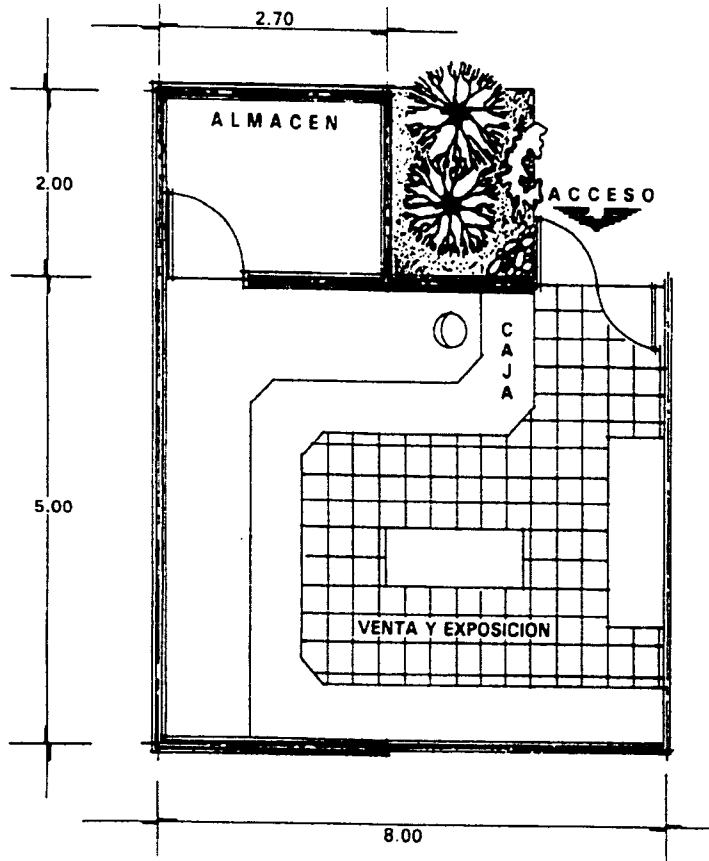 2.70
ALMACEN
2.00
ACCESO
CAJA
5.00
VENTA Y EXPOSICION
8.00